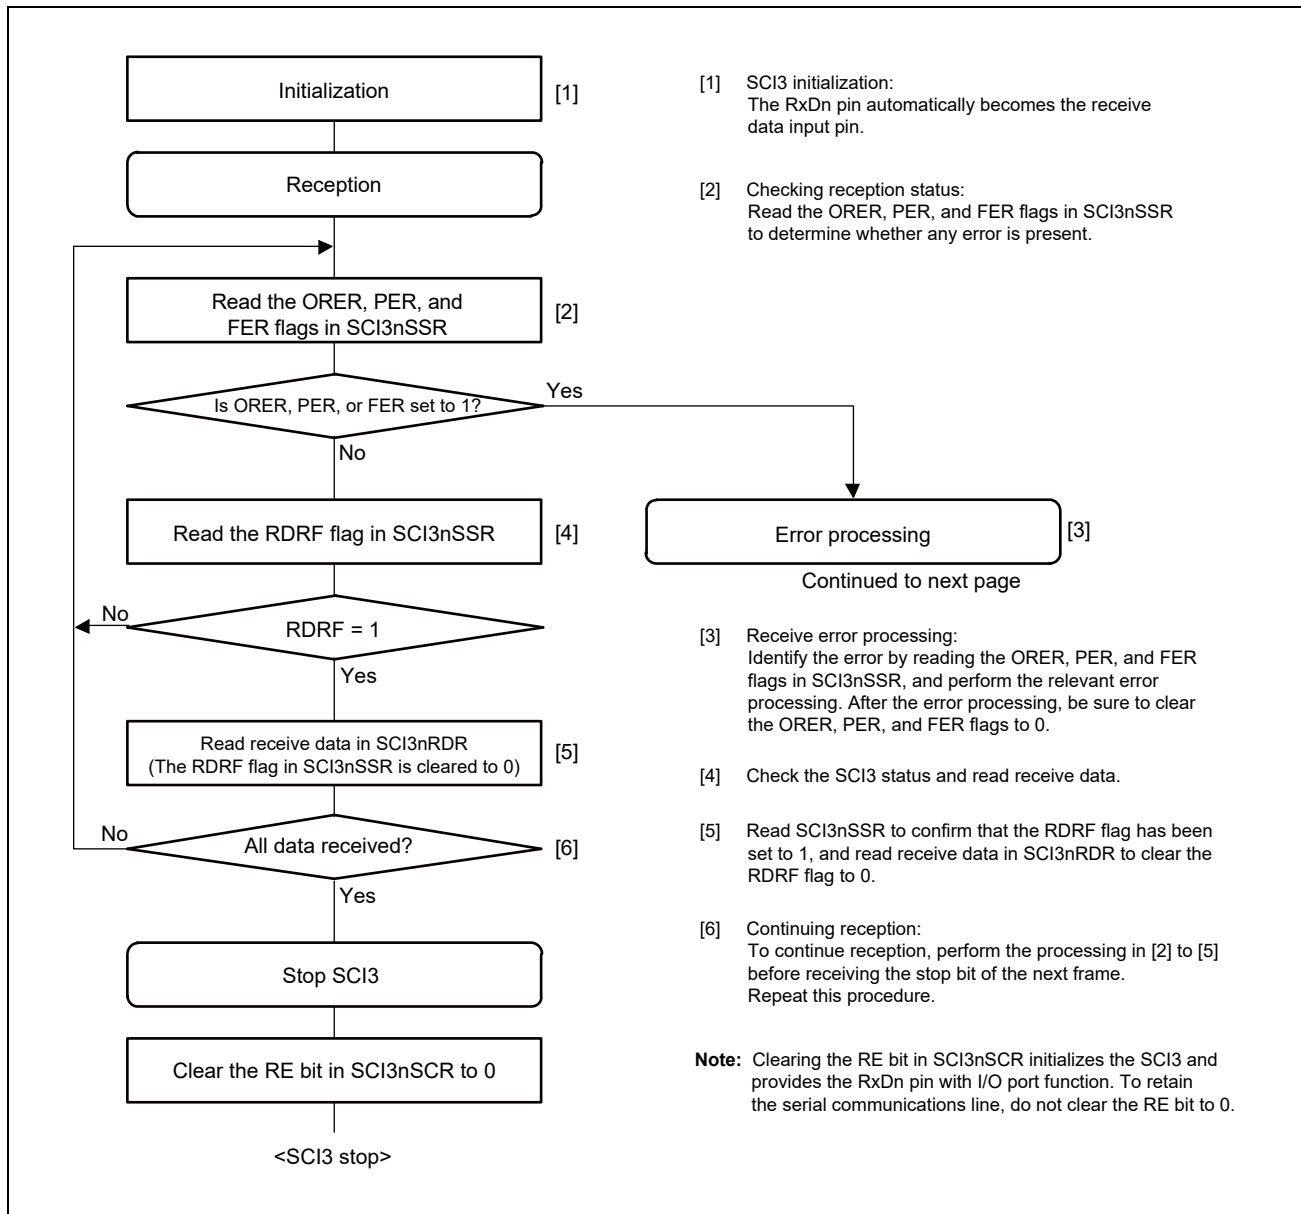 Initialization
[1]
Reception
Read the ORER, PER, and
FER flags in SCI3nSSR
[2]
Is ORER, PER, or FER set to 1?
Yes
No
Read the RDRF flag in SCI3nSSR
[4]
Error processing
[3]
Continued to next page
No
RDRF = 1
Yes
Read receive data in SCI3nRDR
(The RDRF flag in SCI3nSSR is cleared to 0)
[5]
No
All data received?
[6]
Yes
Stop SCI3
Clear the RE bit in SCI3nSCR to 0
<SCI3 stop>
[1] SCI3 initialization:
The RxDn pin automatically becomes the receive
data input pin.
[2] Checking reception status:
Read the ORER, PER, and FER flags in SCI3nSSR
to determine whether any error is present.
[3] Receive error processing:
Identify the error by reading the ORER, PER, and FER
flags in SCI3nSSR, and perform the relevant error
processing. After the error processing, be sure to clear
the ORER, PER, and FER flags to 0.
[4] Check the SCI3 status and read receive data.
[5] Read SCI3nSSR to confirm that the RDRF flag has been
set to 1, and read receive data in SCI3nRDR to clear the
RDRF flag to 0.
[6] Continuing reception:
To continue reception, perform the processing in [2] to [5]
before receiving the stop bit of the next frame.
Repeat this procedure.
Note: Clearing the RE bit in SCI3nSCR initializes the SCI3 and
provides the RxDn pin with I/O port function. To retain
the serial communications line, do not clear the RE bit to 0.